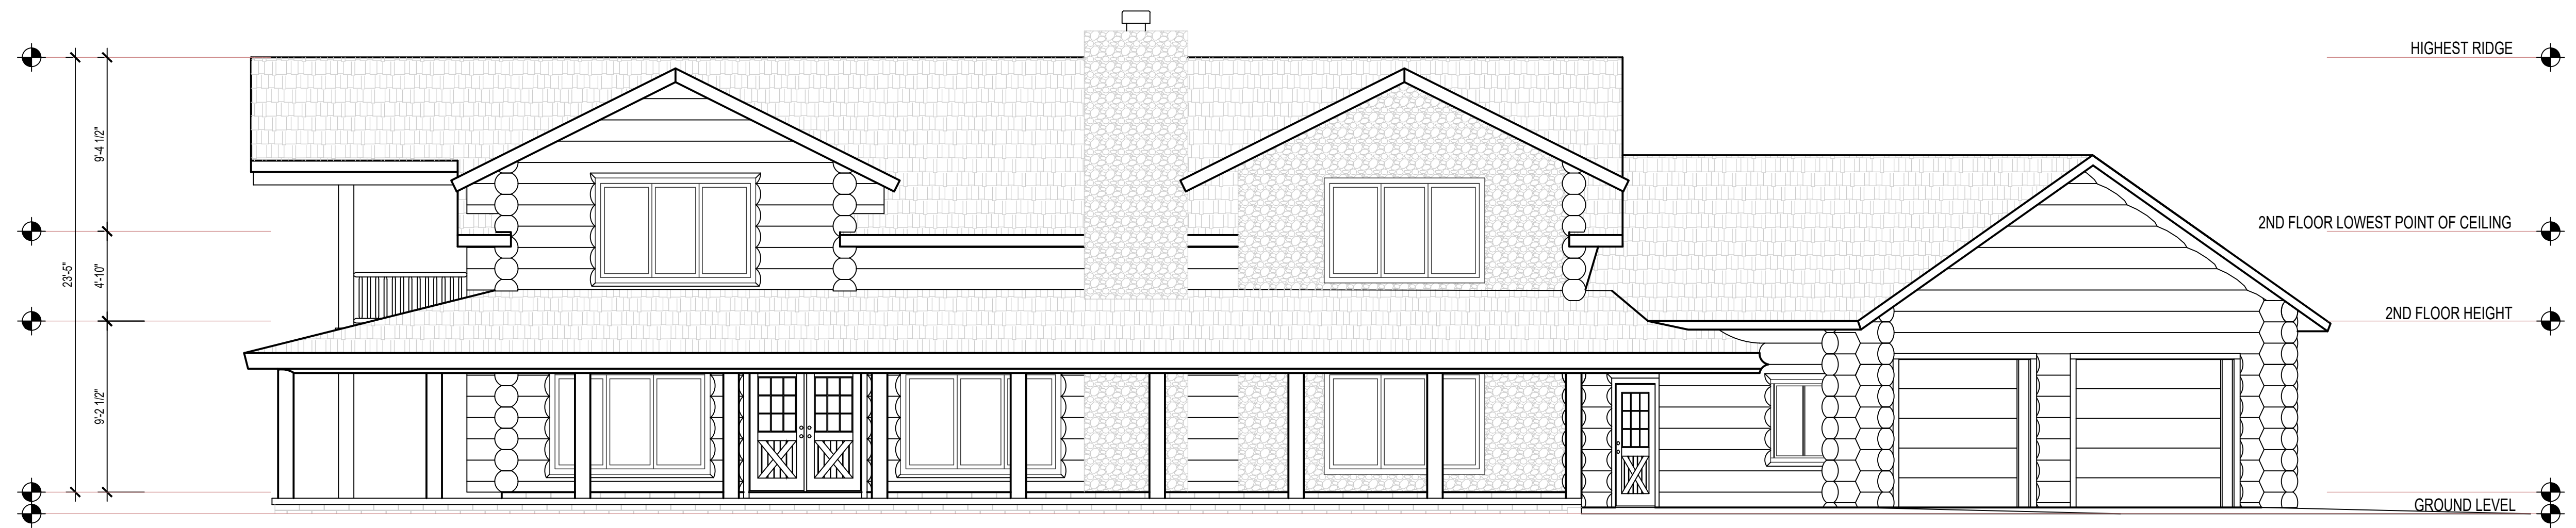 HIGHEST RIDGE
9'-4 1/2"
2ND FLOOR LOWEST POINT OF CEILING
23'-5"
4'-10"
2ND FLOOR HEIGHT
9'-2 1/2"
GROUND LEVEL